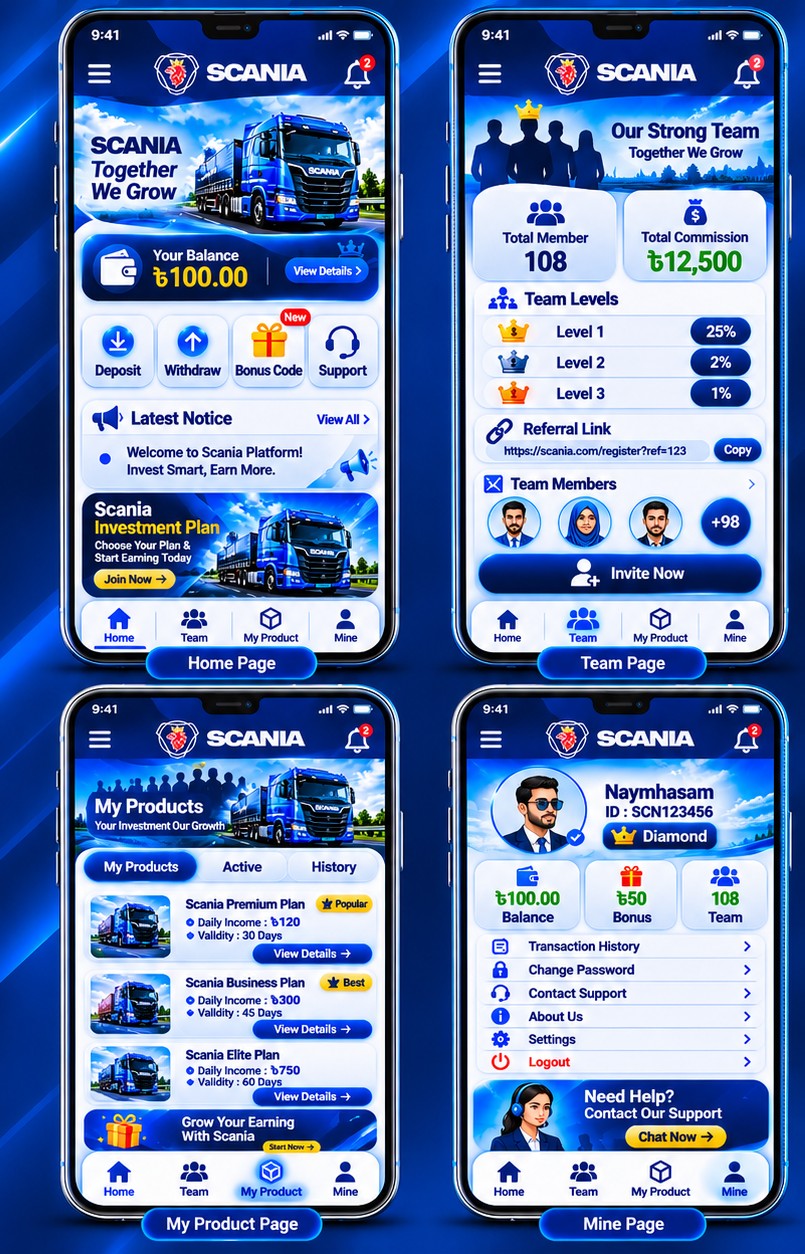 9:41
SCANIA
2
SCANIA
Together
We Grow
SCANIA
Your Balance
৳100.00
View Details >
New
Deposit
Withdraw
Bonus Code
Support
Latest Notice
View All >
Welcome to Scania Platform!
Invest Smart, Earn More.
Scania
Investment Plan
Choose Your Plan &
Start Earning Today
Join Now →
SCANIA
Home
Team
My Product
Mine
Home Page
9:41
SCANIA
2
Our Strong Team
Together We Grow
Total Member
108
$
Total Commission
৳12,500
Team Levels
Level 1
25%
Level 2
2%
Level 3
1%
Referral Link
https://scania.com/register?ref=123
Copy
Team Members
+98
Invite Now
Home
Team
My Product
Mine
Team Page
9:41
SCANIA
2
My Products
Your Investment Our Growth
SCANIA
My Products
Active
History
Scania Premium Plan
Popular
Daily Income : ৳120
Validity : 30 Days
View Details →
Scania Business Plan
Best
Daily Income : ৳300
Validity : 45 Days
View Details →
Scania Elite Plan
Daily Income : ৳750
Validity : 60 Days
View Details →
Grow Your Earning
With Scania
Start Now →
Home
Team
My Product
Mine
My Product Page
9:41
SCANIA
2
Naymhasam
ID : SCN123456
Diamond
৳100.00
Balance
৳50
Bonus
108
Team
Transaction History
Change Password
Contact Support
About Us
Settings
Logout
Need Help?
Contact Our Support
Chat Now →
Home
Team
My Product
Mine
Mine Page